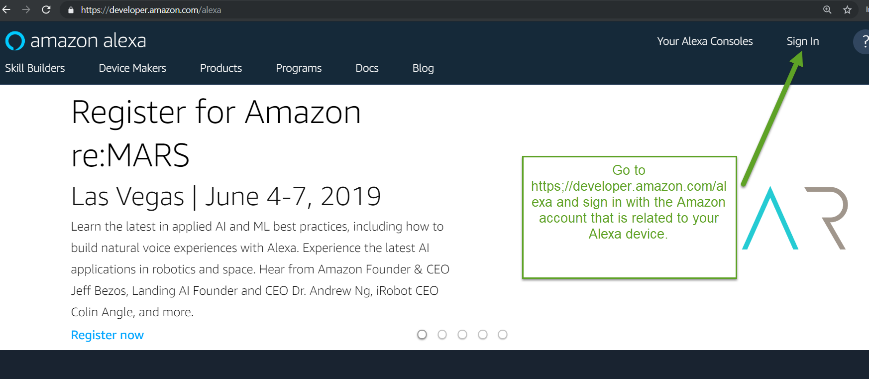 https://developer.amazon.com/alexa
amazon alexa
Your Alexa Consoles
Sign In
?
Skill Builders
Device Makers
Products
Programs
Docs
Blog
Register for Amazon
re:MARS
Las Vegas | June 4-7, 2019
Learn the latest in applied AI and ML best practices, including how to
build natural voice experiences with Alexa. Experience the latest AI
applications in robotics and space. Hear from Amazon Founder & CEO
Jeff Bezos, Landing AI Founder and CEO Dr. Andrew Ng, iRobot CEO
Colin Angle, and more.
Register now
Go to
https;//developer.amazon.com/al
exa and sign in with the Amazon
account that is related to your
Alexa device.
AR